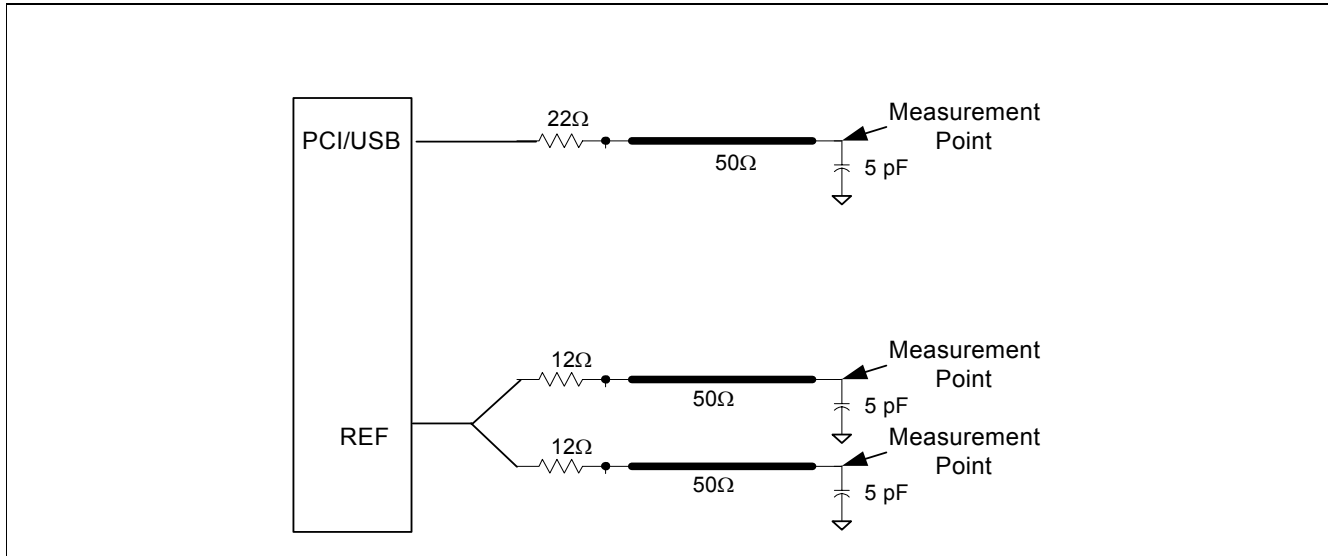 PCI/USB
22Ω
50Ω
Measurement
Point
5 pF
REF
12Ω
50Ω
Measurement
Point
5 pF
12Ω
50Ω
Measurement
Point
5 pF